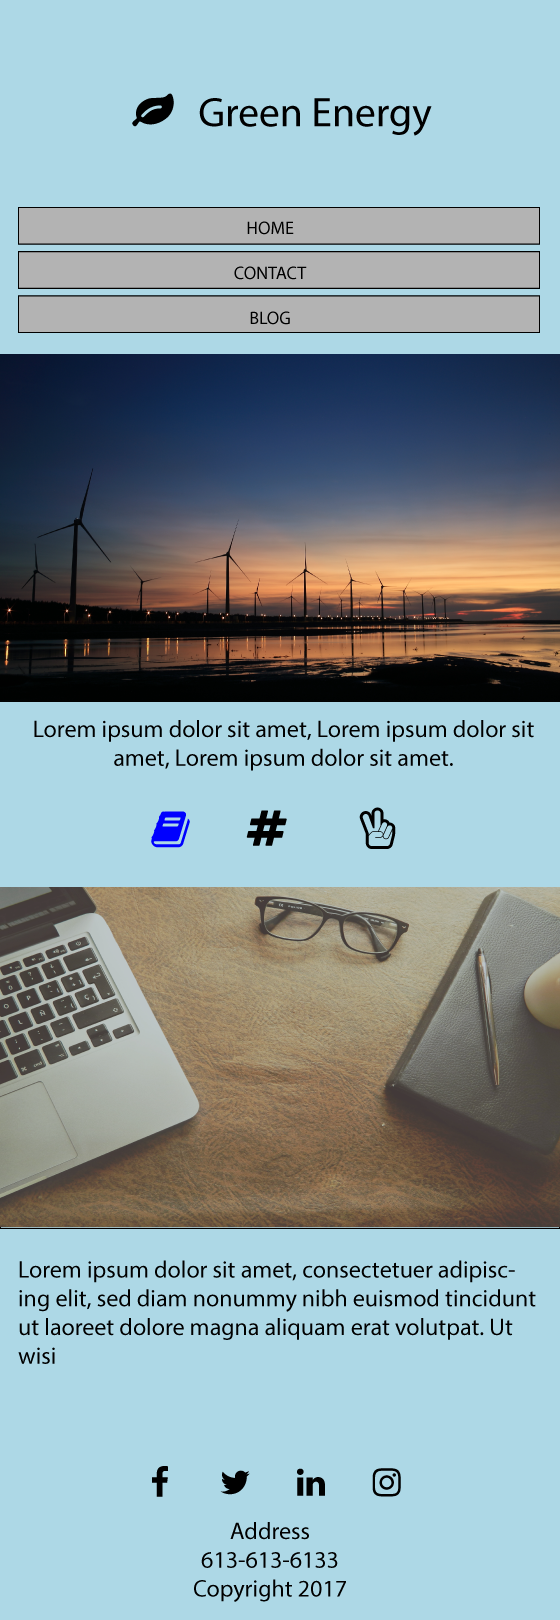 Green Energy
HOME
CONTACT
BLOG
Lorem ipsum dolor sit amet, Lorem ipsum dolor sit
amet, Lorem ipsum dolor sit amet.
#
Lorem ipsum dolor sit amet, consectetuer adipisc-
ing elit, sed diam nonummy nibh euismod tincidunt
ut laoreet dolore magna aliquam erat volutpat. Ut
wisi
f in
Address
613-613-6133
Copyright 2017